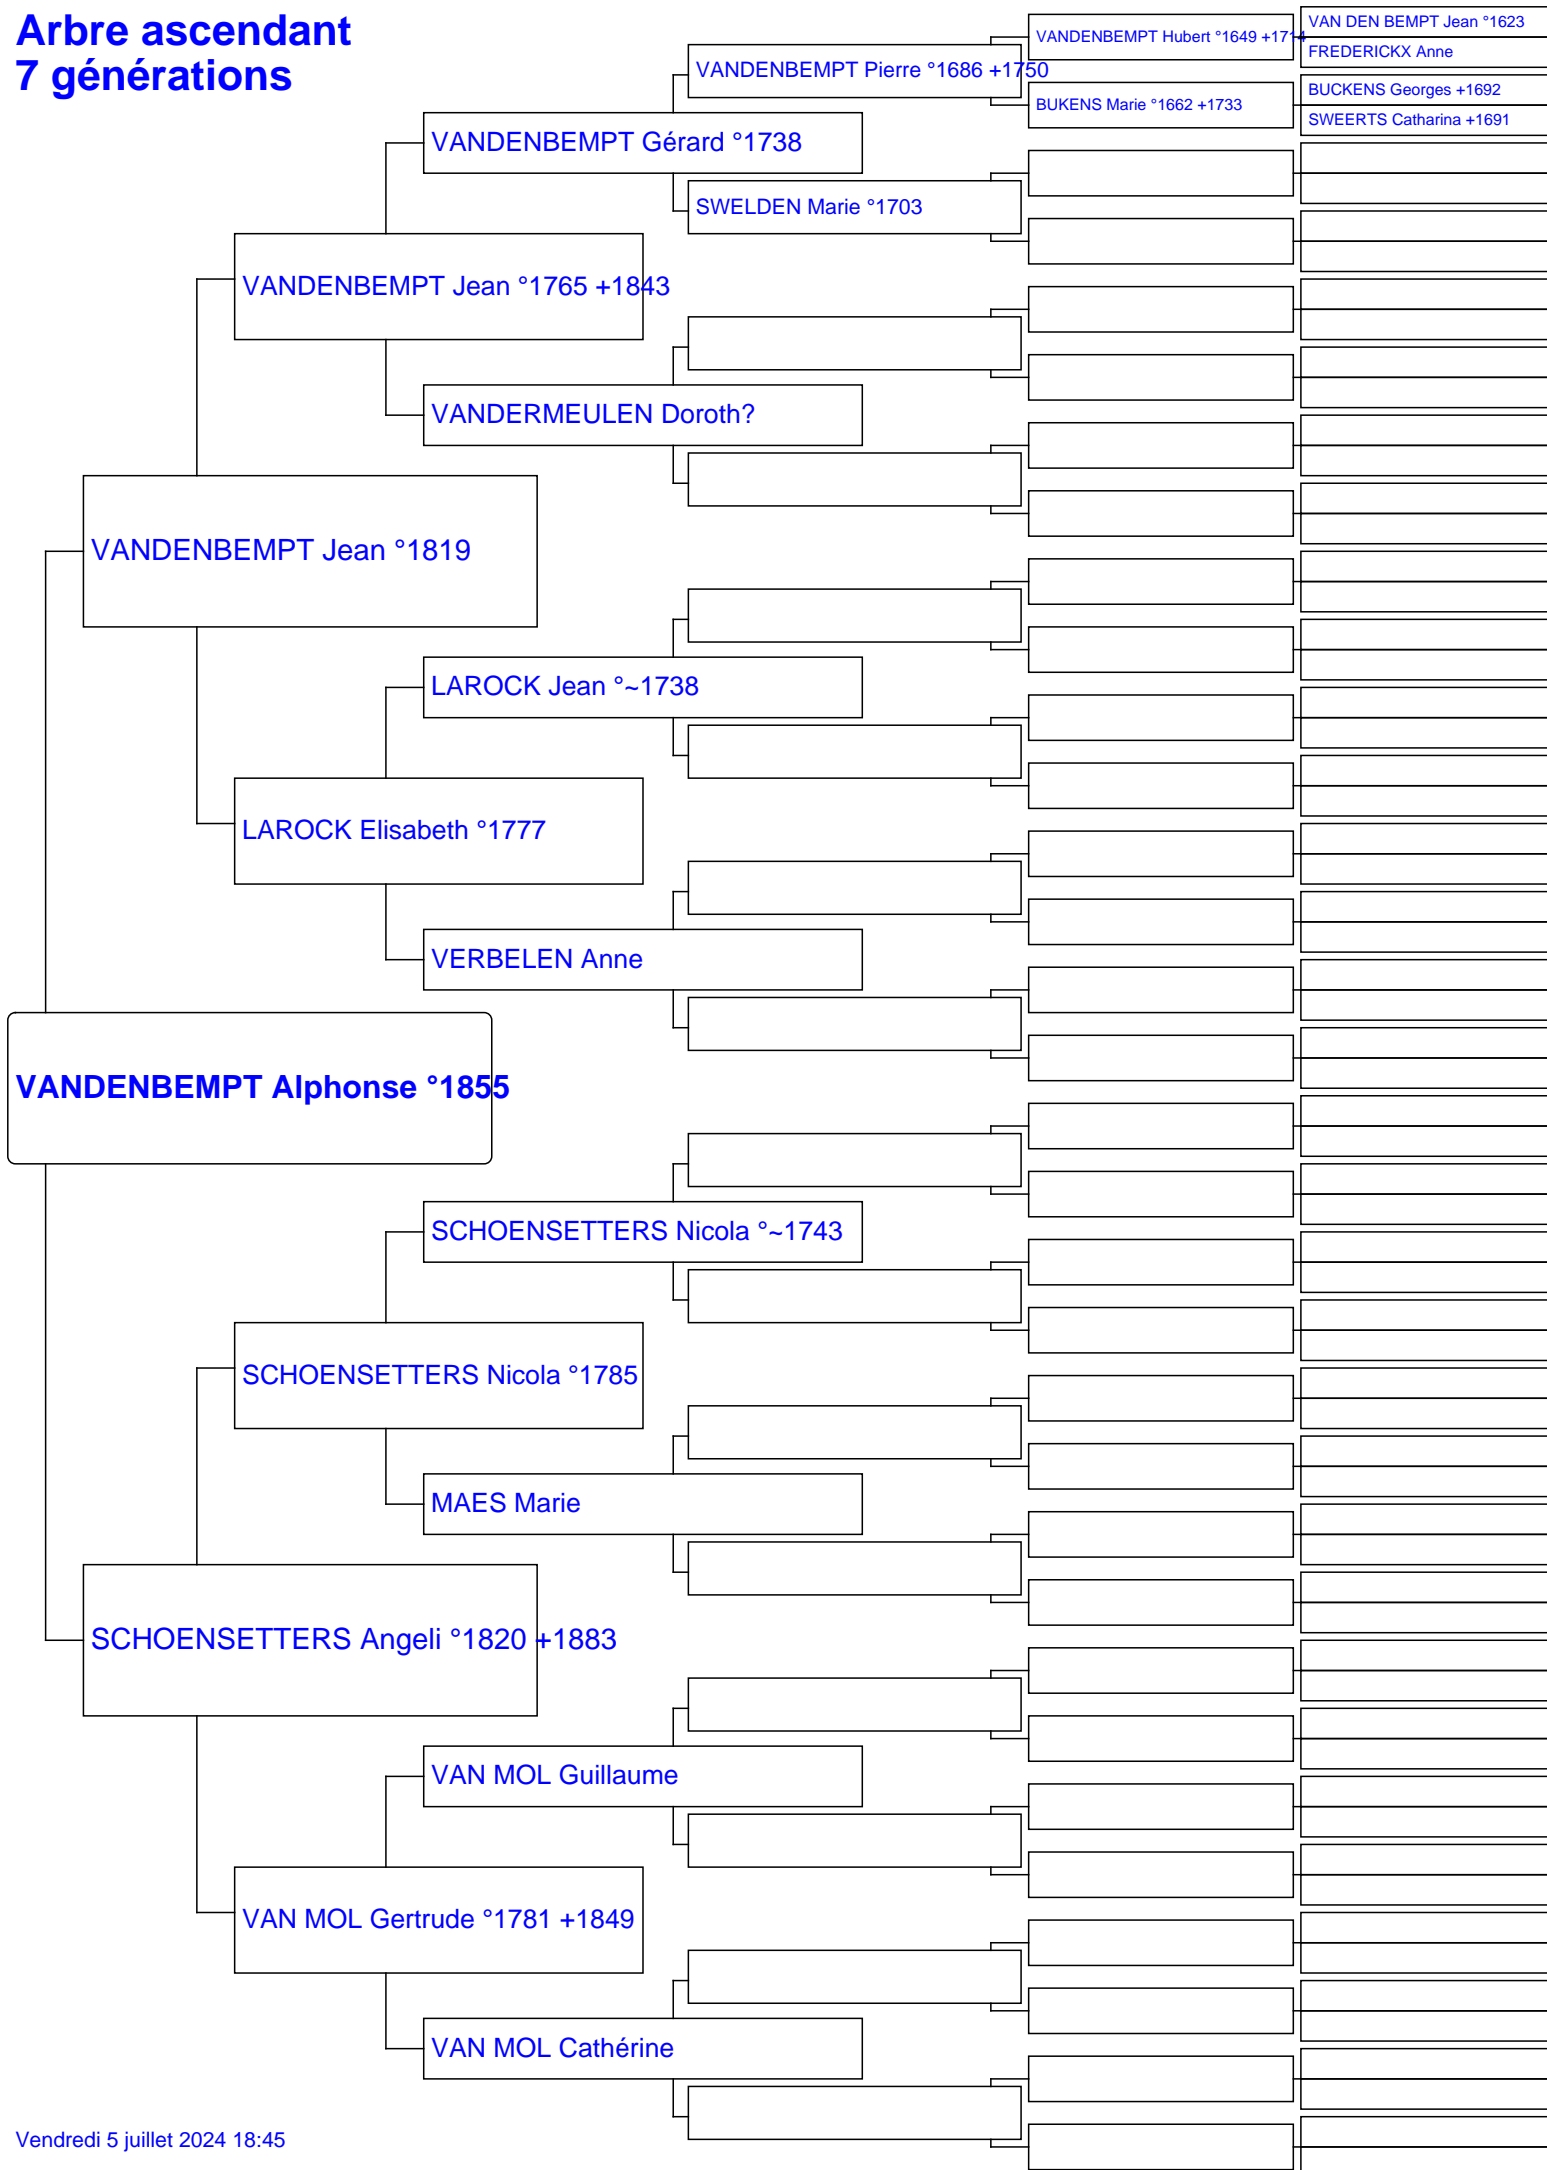 Arbre ascendant
7 générations
VAN DEN BEMPT Jean °1623
VANDENBEMPT Hubert °1649 +1714
FREDERICKX Anne
VANDENBEMPT Pierre °1686 +1750
BUCKENS Georges +1692
BUKENS Marie °1662 +1733
SWEERTS Catharina +1691
VANDENBEMPT Gérard °1738
SWELDEN Marie °1703
VANDENBEMPT Jean °1765 +1843
VANDERMEULEN Doroth?
VANDENBEMPT Jean °1819
LAROCK Jean °~1738
LAROCK Elisabeth °1777
VERBELEN Anne
VANDENBEMPT Alphonse °1855
SCHOENSETTERS Nicola °~1743
SCHOENSETTERS Nicola °1785
MAES Marie
SCHOENSETTERS Angeli °1820 +1883
VAN MOL Guillaume
VAN MOL Gertrude °1781 +1849
VAN MOL Cathérine
Vendredi 5 juillet 2024 18:45